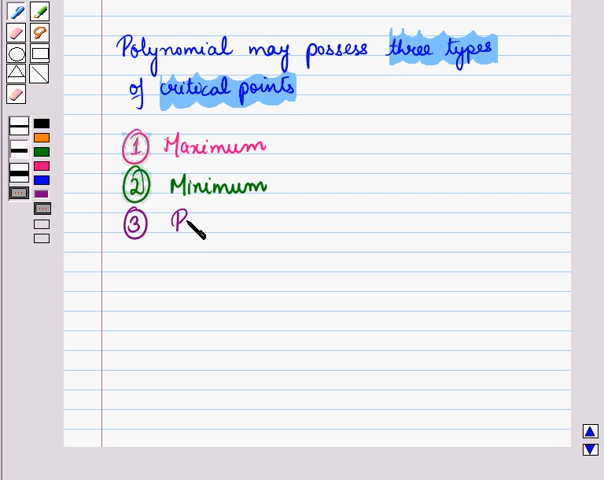 Polynomial may possess three types
of critical points
1 Maximum
2 Minimum
3 P